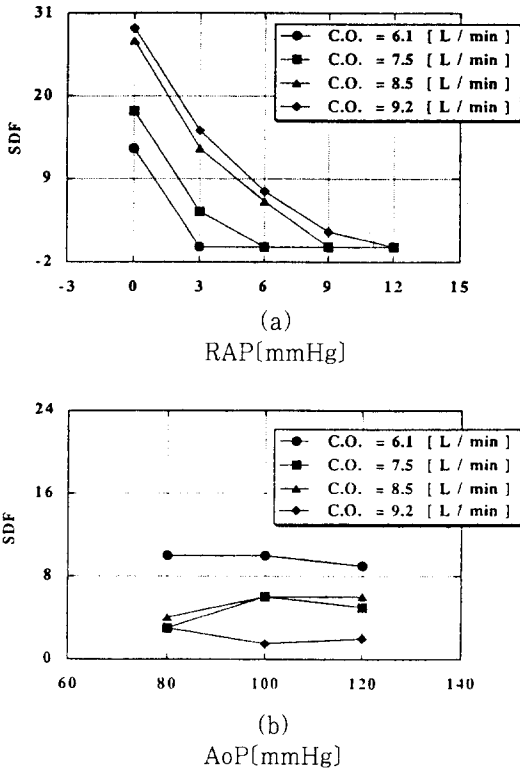 31
20
9
-2
SDF
C.O. = 6.1 [ L / min ]
C.O. = 7.5 [ L / min ]
C.O. = 8.5 [ L / min ]
C.O. = 9.2 [ L / min ]
-3 0 3 6 9 12 15
(a)
RAP[mmHg]
24
16
8
0
SDF
C.O. = 6.1 [ L / min ]
C.O. = 7.5 [ L / min ]
C.O. = 8.5 [ L / min ]
C.O. = 9.2 [ L / min ]
60 80 100 120 140
(b)
AoP[mmHg]